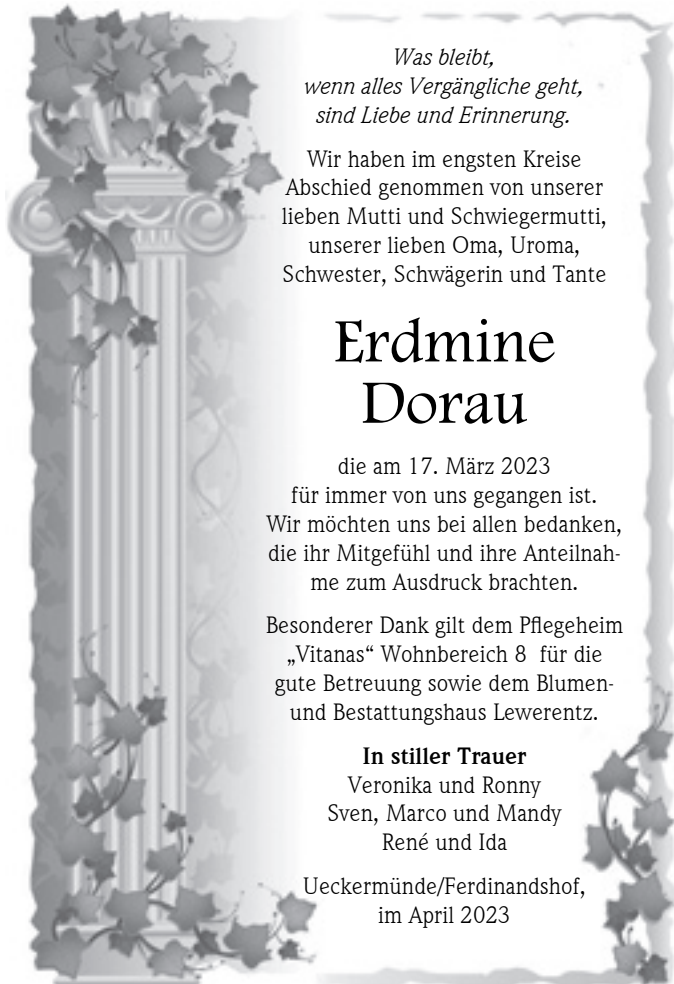 Was bleibt,
wenn alles Vergängliche geht,
sind Liebe und Erinnerung.
Wir haben im engsten Kreise
Abschied genommen von unserer
lieben Mutti und Schwiegermutti,
unserer lieben Oma, Uroma,
Schwester, Schwägerin und Tante
Erdmine
Dorau
die am 17. März 2023
für immer von uns gegangen ist.
Wir möchten uns bei allen bedanken,
die ihr Mitgefühl und ihre Anteilnah-
me zum Ausdruck brachten.
Besonderer Dank gilt dem Pflegeheim
„Vitanas“ Wohnbereich 8  für die
gute Betreuung sowie dem Blumen-
und Bestattungshaus Lewerentz.
In stiller Trauer
Veronika und Ronny
Sven, Marco und Mandy
René und Ida
Ueckermünde/Ferdinandshof,
im April 2023